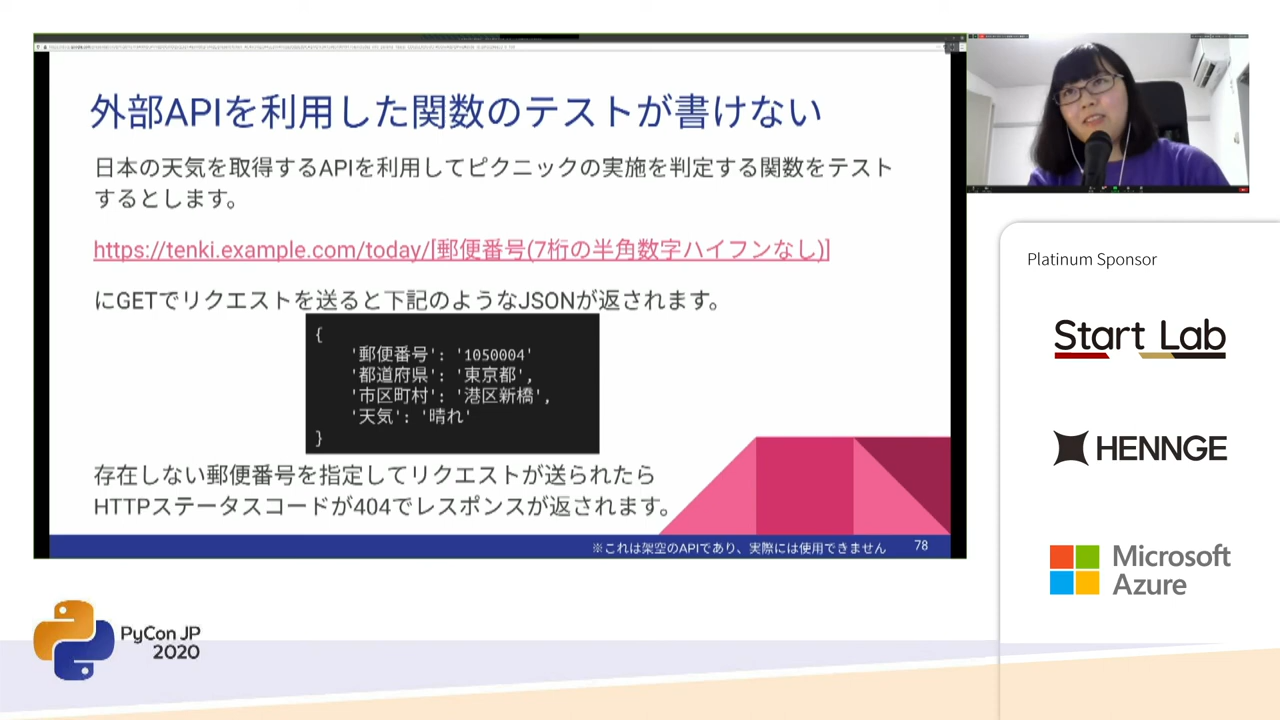 外部APIを利用した関数のテストが書けない
日本の天気を取得するAPIを利用してピクニックの実施を判定する関数をテスト
するとします。
https://tenki.example.com/today/[郵便番号(7桁の半角数字ハイフンなし)]
にGETでリクエストを送ると下記のようなJSONが返されます。
{
'郵便番号': '1050004'
'都道府県': '東京都',
'市区町村': '港区新橋',
'天気': '晴れ'
}
存在しない郵便番号を指定してリクエストが送られたら
HTTPステータスコードが404でレスポンスが返されます。
※これは架空のAPIであり、実際には使用できません
78
Platinum Sponsor
Start Lab
HENNGE
Microsoft
Azure
PyCon JP
2020